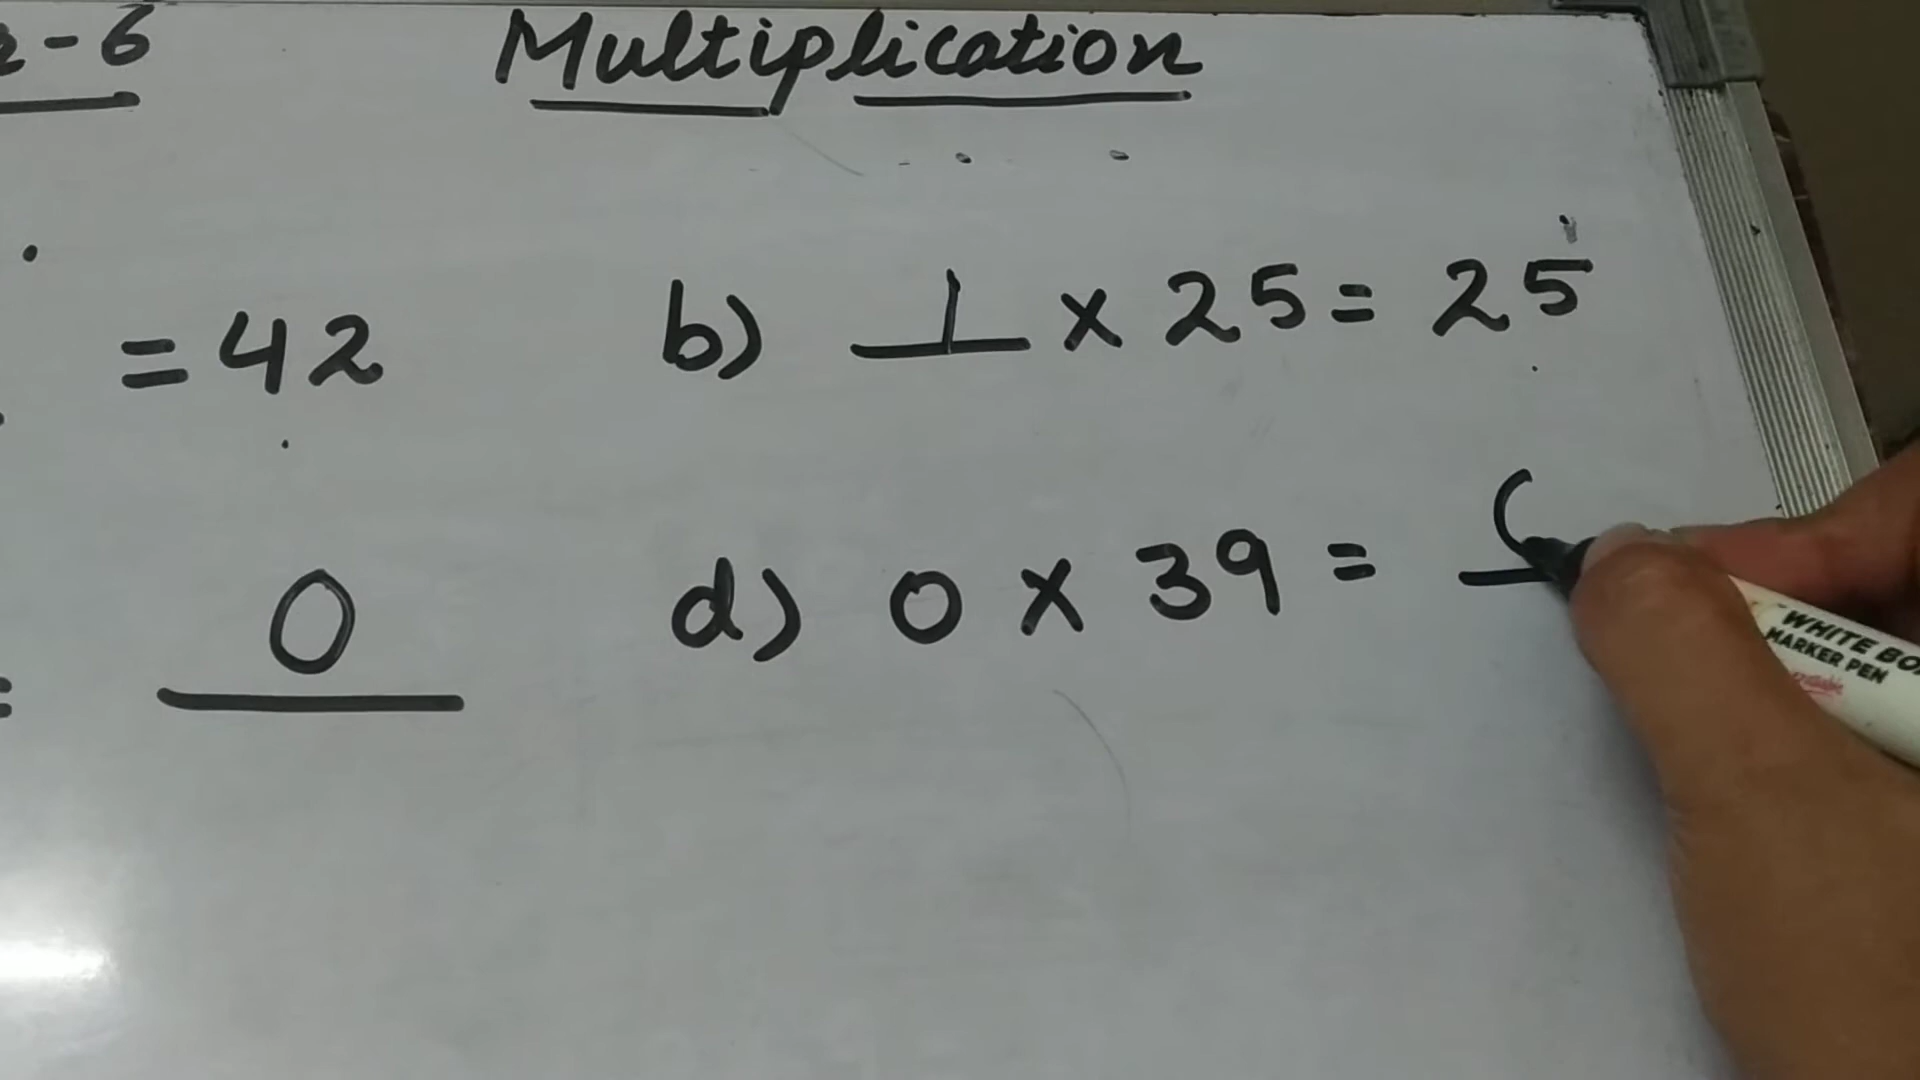 - 6 Multiplication
= 42 b) 1 x 25 = 25
= 0 d) 0 x 39 =
WHITE BO
MARKER PEN